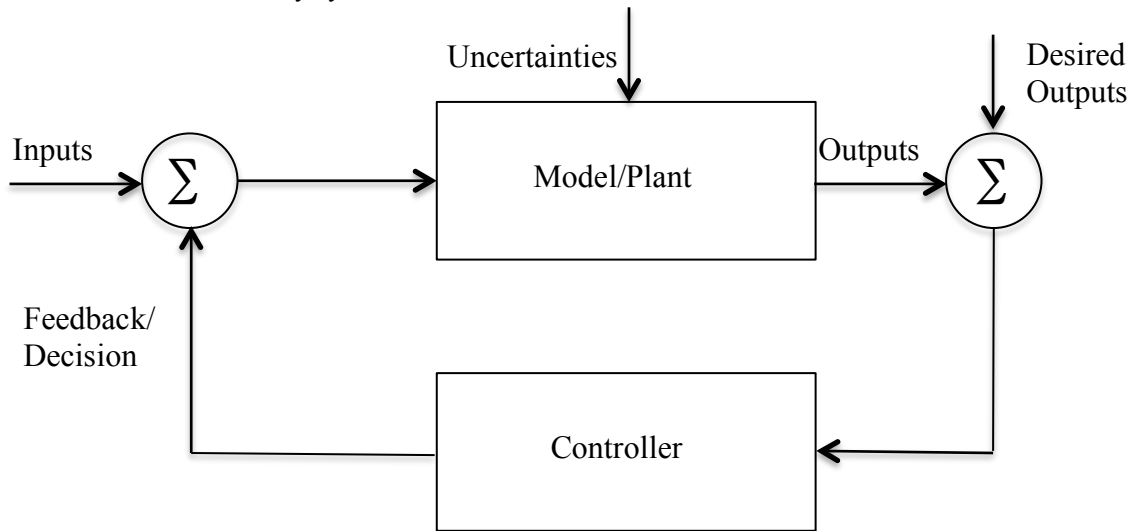 Uncertainties
Desired
Outputs
Inputs
Σ
Model/Plant
Outputs
Σ
Feedback/
Decision
Controller